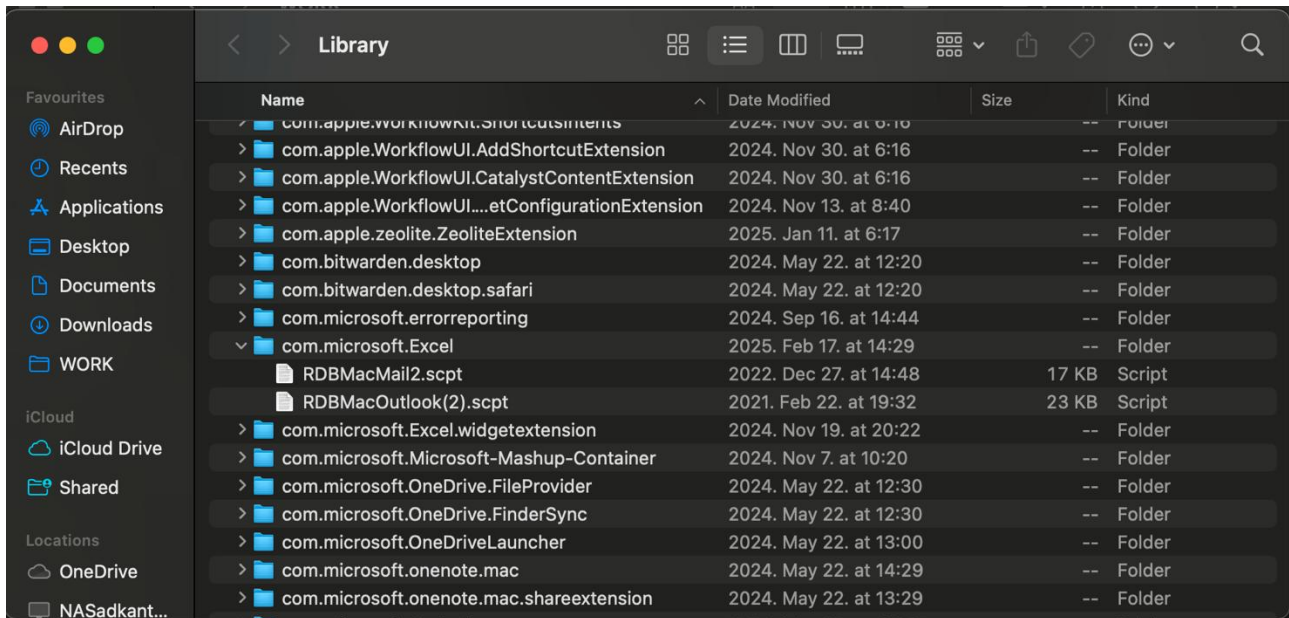 Library
Favourites
AirDrop
Recents
Applications
Desktop
Documents
Downloads
WORK
iCloud
iCloud Drive
Shared
Locations
OneDrive
NASadkant...
Name Date Modified Size Kind
com.apple.WorkflowKit.ShortcutsIntents 2024. Nov 30. at 6:16 -- Folder
com.apple.WorkflowUI.AddShortcutExtension 2024. Nov 30. at 6:16 -- Folder
com.apple.WorkflowUI.CatalystContentExtension 2024. Nov 30. at 6:16 -- Folder
com.apple.WorkflowUI....etConfigurationExtension 2024. Nov 13. at 8:40 -- Folder
com.apple.zeolite.ZeoliteExtension 2025. Jan 11. at 6:17 -- Folder
com.bitwarden.desktop 2024. May 22. at 12:20 -- Folder
com.bitwarden.desktop.safari 2024. May 22. at 12:20 -- Folder
com.microsoft.errorreporting 2024. Sep 16. at 14:44 -- Folder
com.microsoft.Excel 2025. Feb 17. at 14:29 -- Folder
RDBMacMail2.scpt 2022. Dec 27. at 14:48 17 KB Script
RDBMacOutlook(2).scpt 2021. Feb 22. at 19:32 23 KB Script
com.microsoft.Excel.widgetextension 2024. Nov 19. at 20:22 -- Folder
com.microsoft.Microsoft-Mashup-Container 2024. Nov 7. at 10:20 -- Folder
com.microsoft.OneDrive.FileProvider 2024. May 22. at 12:30 -- Folder
com.microsoft.OneDrive.FinderSync 2024. May 22. at 12:30 -- Folder
com.microsoft.OneDriveLauncher 2024. May 22. at 13:00 -- Folder
com.microsoft.onenote.mac 2024. May 22. at 14:29 -- Folder
com.microsoft.onenote.mac.shareextension 2024. May 22. at 13:29 -- Folder